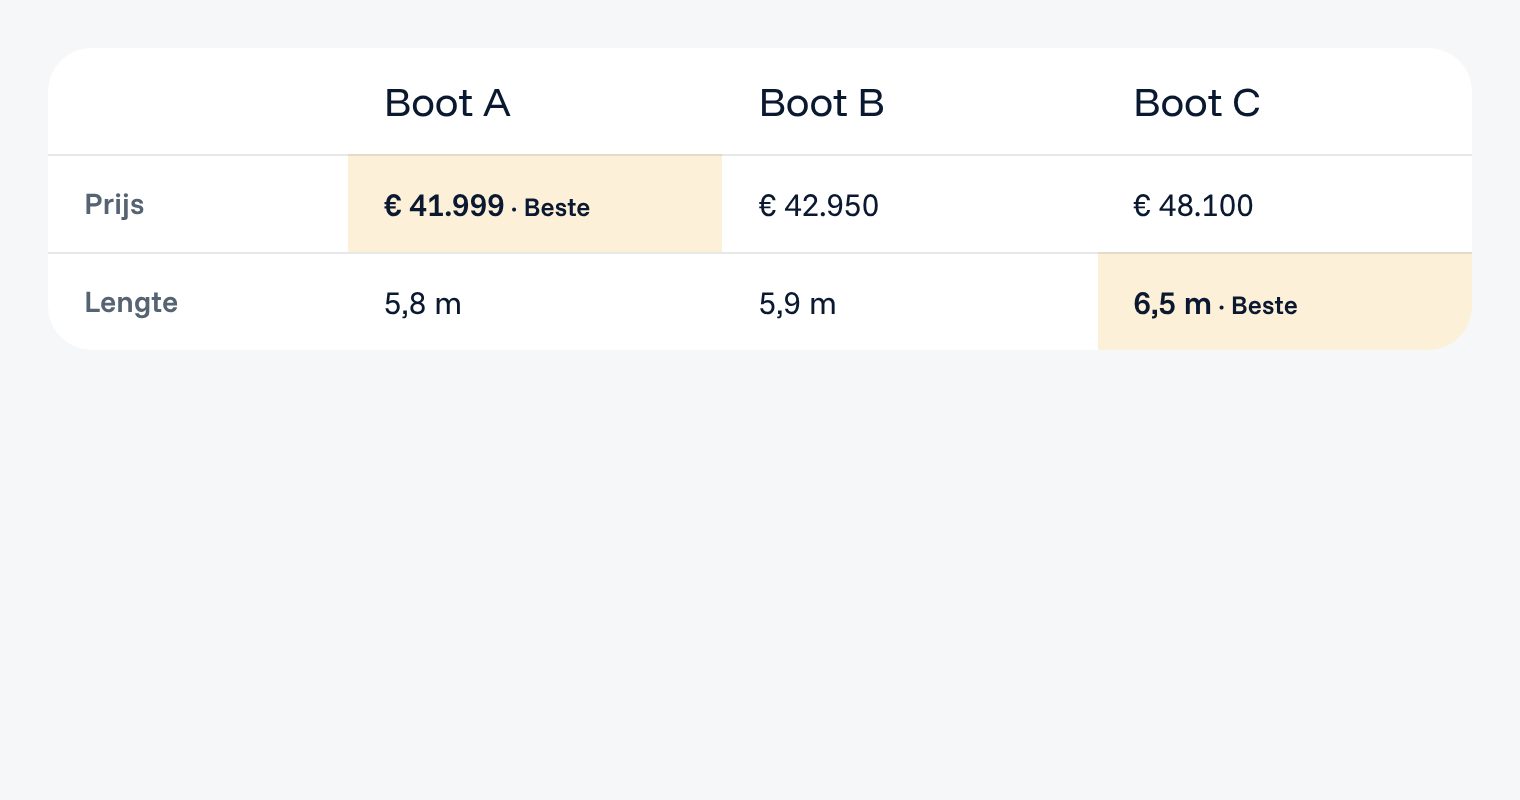 Boot A Boot B Boot C
Prijs € 41.999 · Beste € 42.950 € 48.100
Lengte 5,8 m 5,9 m 6,5 m · Beste